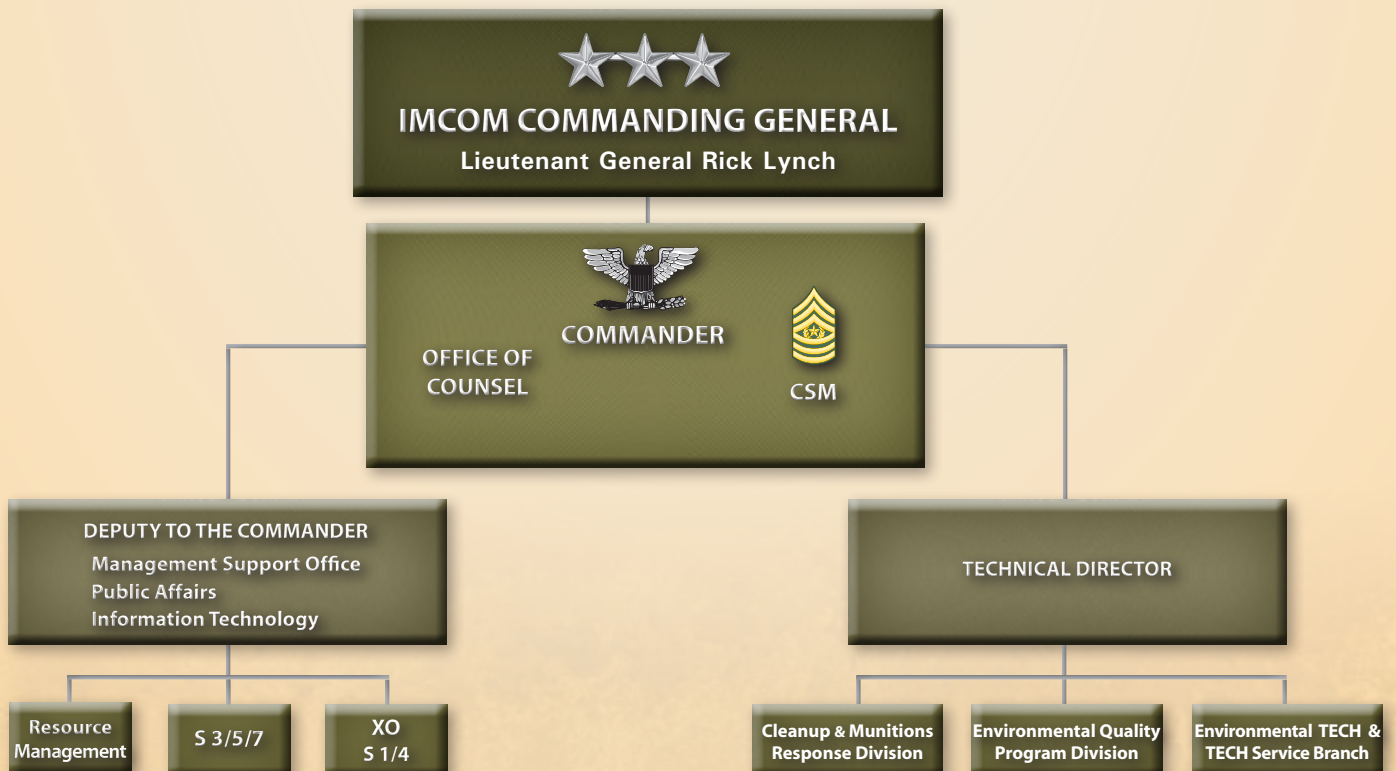 IMCOM COMMANDING GENERAL
Lieutenant General Rick Lynch
COMMANDER
OFFICE OF
COUNSEL
CSM
DEPUTY TO THE COMMANDER
Management Support Office
Public Affairs
Information Technology
TECHNICAL DIRECTOR
Resource
Management
S 3/5/7
XO
S 1/4
Cleanup & Munitions
Response Division
Environmental Quality
Program Division
Environmental TECH &
TECH Service Branch